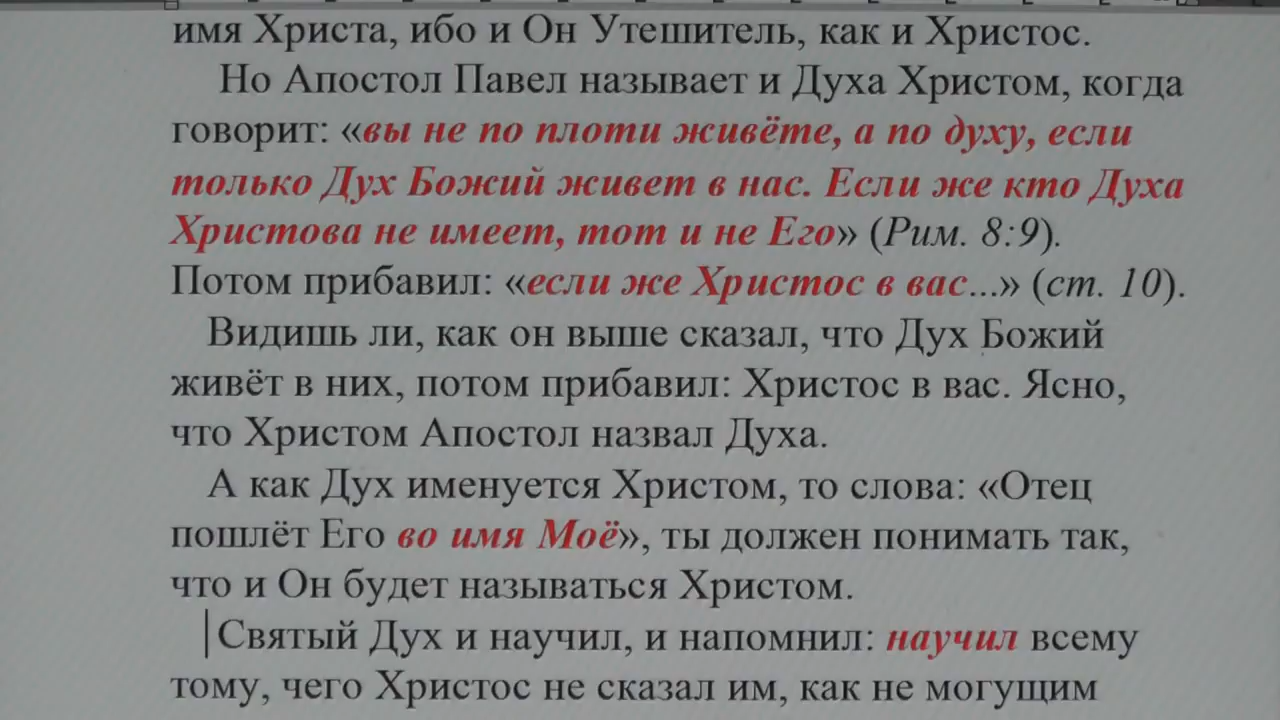 имя Христа, ибо и Он Утешитель, как и Христос.
Но Апостол Павел называет и Духа Христом, когда
говорит: «вы не по плоти живёте, а по духу, если
только Дух Божий живет в нас. Если же кто Духа
Христова не имеет, тот и не Его» (Рим. 8:9).
Потом прибавил: «если же Христос в вас...» (ст. 10).
Видишь ли, как он выше сказал, что Дух Божий
живёт в них, потом прибавил: Христос в вас. Ясно,
что Христом Апостол назвал Духа.
А как Дух именуется Христом, то слова: «Отец
пошлёт Его во имя Моё», ты должен понимать так,
что и Он будет называться Христом.
Святый Дух и научил, и напомнил: научил всему
тому, чего Христос не сказал им, как не могущим